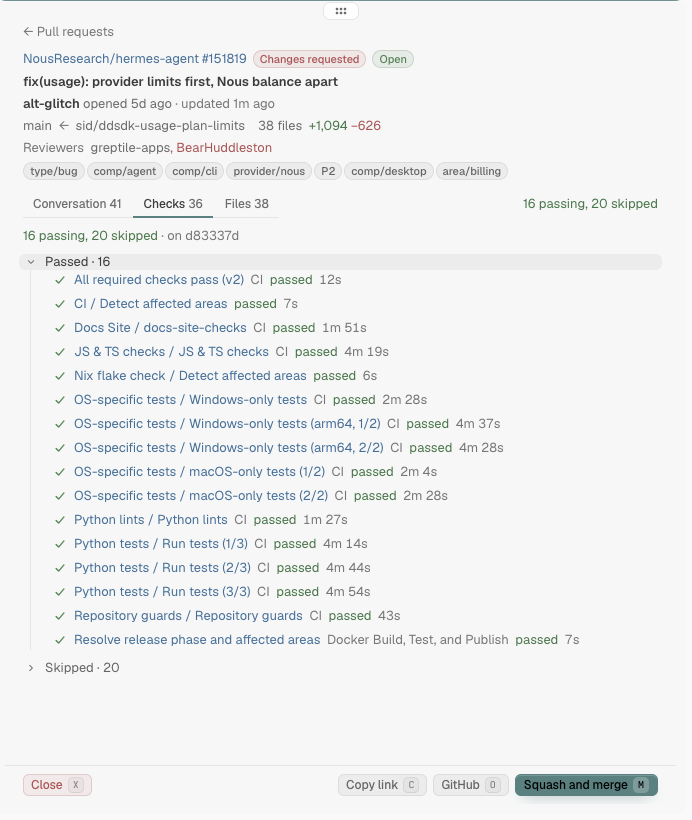 ← Pull requests
NousResearch/hermes-agent #151819 Changes requested Open
fix(usage): provider limits first, Nous balance apart
alt-glitch opened 5d ago · updated 1m ago
main ← sid/ddsdk-usage-plan-limits 38 files +1,094 −626
Reviewers greptile-apps, BearHuddleston
type/bug comp/agent comp/cli provider/nous P2 comp/desktop area/billing
Conversation 41 Checks 36 Files 38 16 passing, 20 skipped
16 passing, 20 skipped · on d83337d
Passed · 16
All required checks pass (v2) CI passed 12s
CI / Detect affected areas passed 7s
Docs Site / docs-site-checks CI passed 1m 51s
JS & TS checks / JS & TS checks CI passed 4m 19s
Nix flake check / Detect affected areas passed 6s
OS-specific tests / Windows-only tests CI passed 2m 28s
OS-specific tests / Windows-only tests (arm64, 1/2) CI passed 4m 37s
OS-specific tests / Windows-only tests (arm64, 2/2) CI passed 4m 28s
OS-specific tests / macOS-only tests (1/2) CI passed 2m 4s
OS-specific tests / macOS-only tests (2/2) CI passed 2m 28s
Python lints / Python lints CI passed 1m 27s
Python tests / Run tests (1/3) CI passed 4m 14s
Python tests / Run tests (2/3) CI passed 4m 44s
Python tests / Run tests (3/3) CI passed 4m 54s
Repository guards / Repository guards CI passed 43s
Resolve release phase and affected areas Docker Build, Test, and Publish passed 7s
Skipped · 20
Close X Copy link C GitHub O Squash and merge M